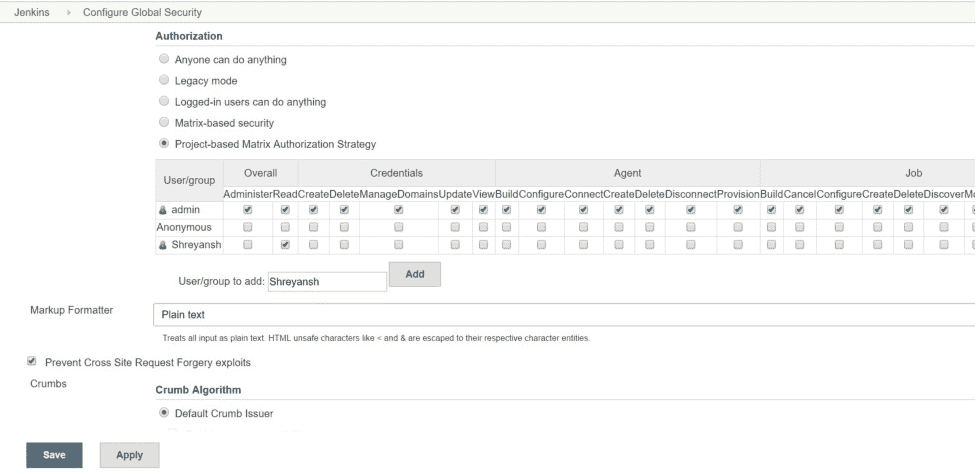 Jenkins Configure Global Security
Authorization
Anyone can do anything
Legacy mode
Logged-in users can do anything
Matrix-based security
Project-based Matrix Authorization Strategy
User/group Overall Credentials Agent Job
Administer Read Create Delete ManageDomains Update View Build Configure Connect Create Delete Disconnect Provision Build Cancel Configure Create Delete Discover
admin
Anonymous
Shreyansh
User/group to add: Shreyansh Add
Markup Formatter Plain text
Treats all input as plain text. HTML unsafe characters like < and & are escaped to their respective character entities.
Prevent Cross Site Request Forgery exploits
Crumbs
Crumb Algorithm
Default Crumb Issuer
Save Apply